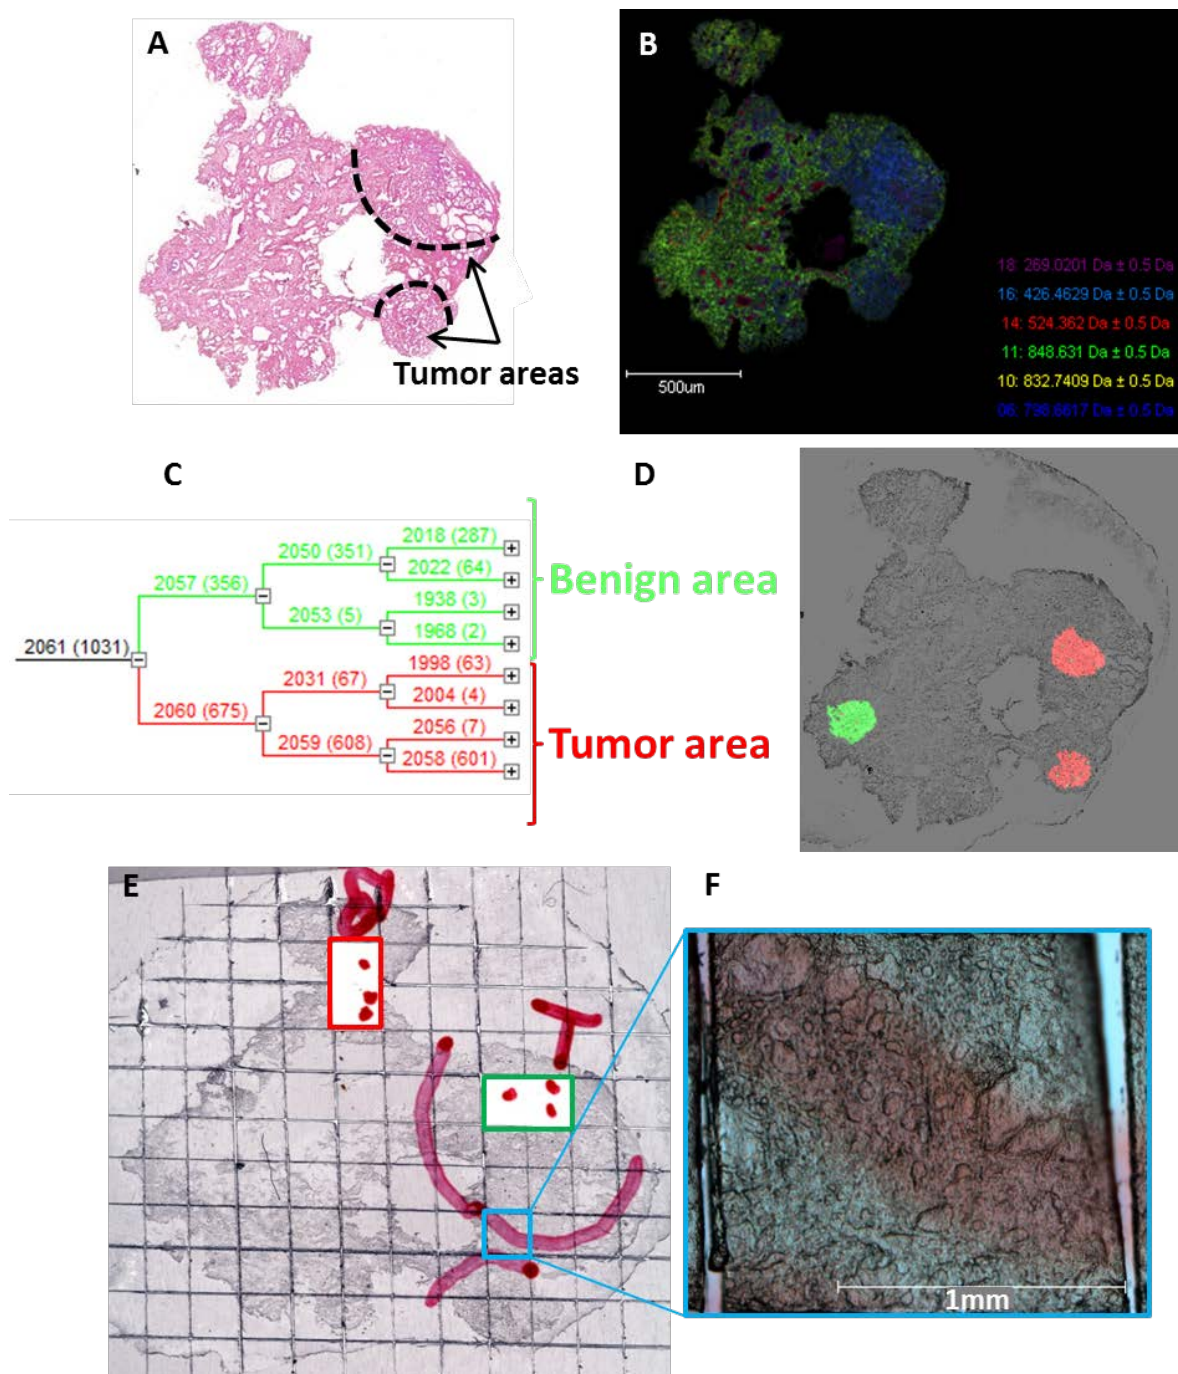 A
Tumor areas
B
18: 269.0201 Da ± 0.5 Da
16: 426.4629 Da ± 0.5 Da
14: 524.362 Da ± 0.5 Da
11: 848.631 Da ± 0.5 Da
10: 832.7409 Da ± 0.5 Da
06: 798.6617 Da ± 0.5 Da
500um
C
2061 (1031)
2057 (356)
2050 (351)
2018 (287)
2022 (64)
2053 (5)
1938 (3)
1968 (2)
2060 (675)
2031 (67)
1998 (63)
2004 (4)
2059 (608)
2056 (7)
2058 (601)
Benign area
Tumor area
D
E
T
F
1mm